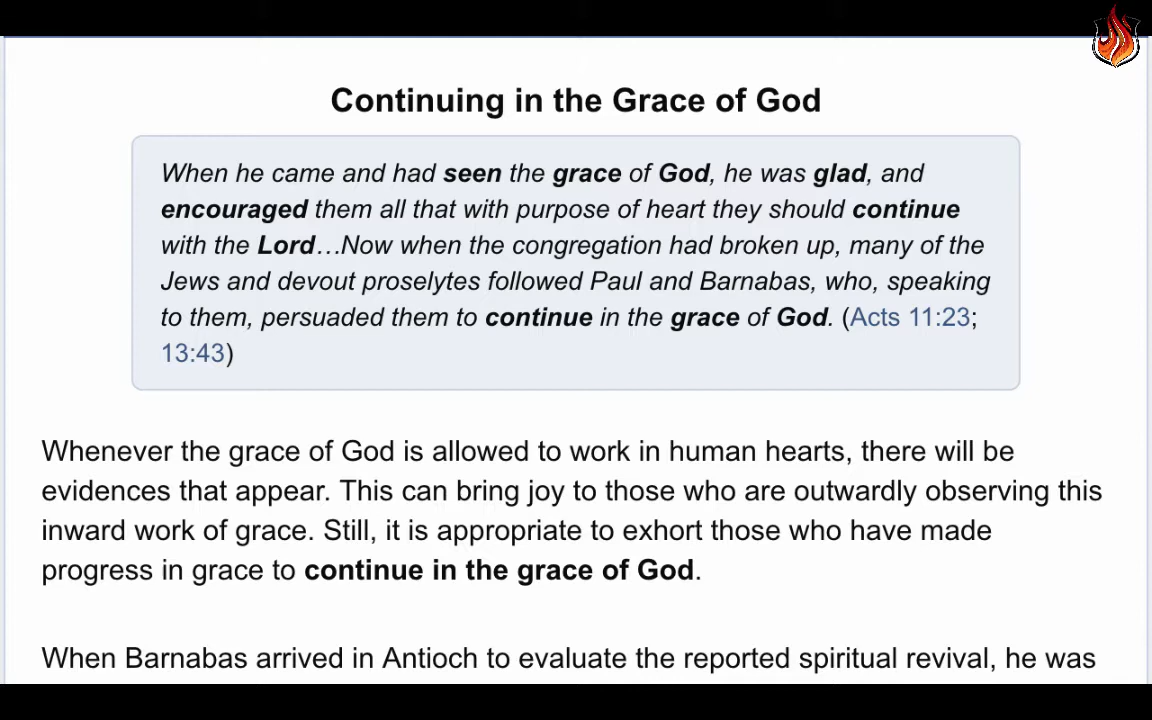 Continuing in the Grace of God
When he came and had seen the grace of God, he was glad, and
encouraged them all that with purpose of heart they should continue
with the Lord…Now when the congregation had broken up, many of the
Jews and devout proselytes followed Paul and Barnabas, who, speaking
to them, persuaded them to continue in the grace of God. (Acts 11:23;
13:43)
Whenever the grace of God is allowed to work in human hearts, there will be
evidences that appear. This can bring joy to those who are outwardly observing this
inward work of grace. Still, it is appropriate to exhort those who have made
progress in grace to continue in the grace of God.
When Barnabas arrived in Antioch to evaluate the reported spiritual revival, he was